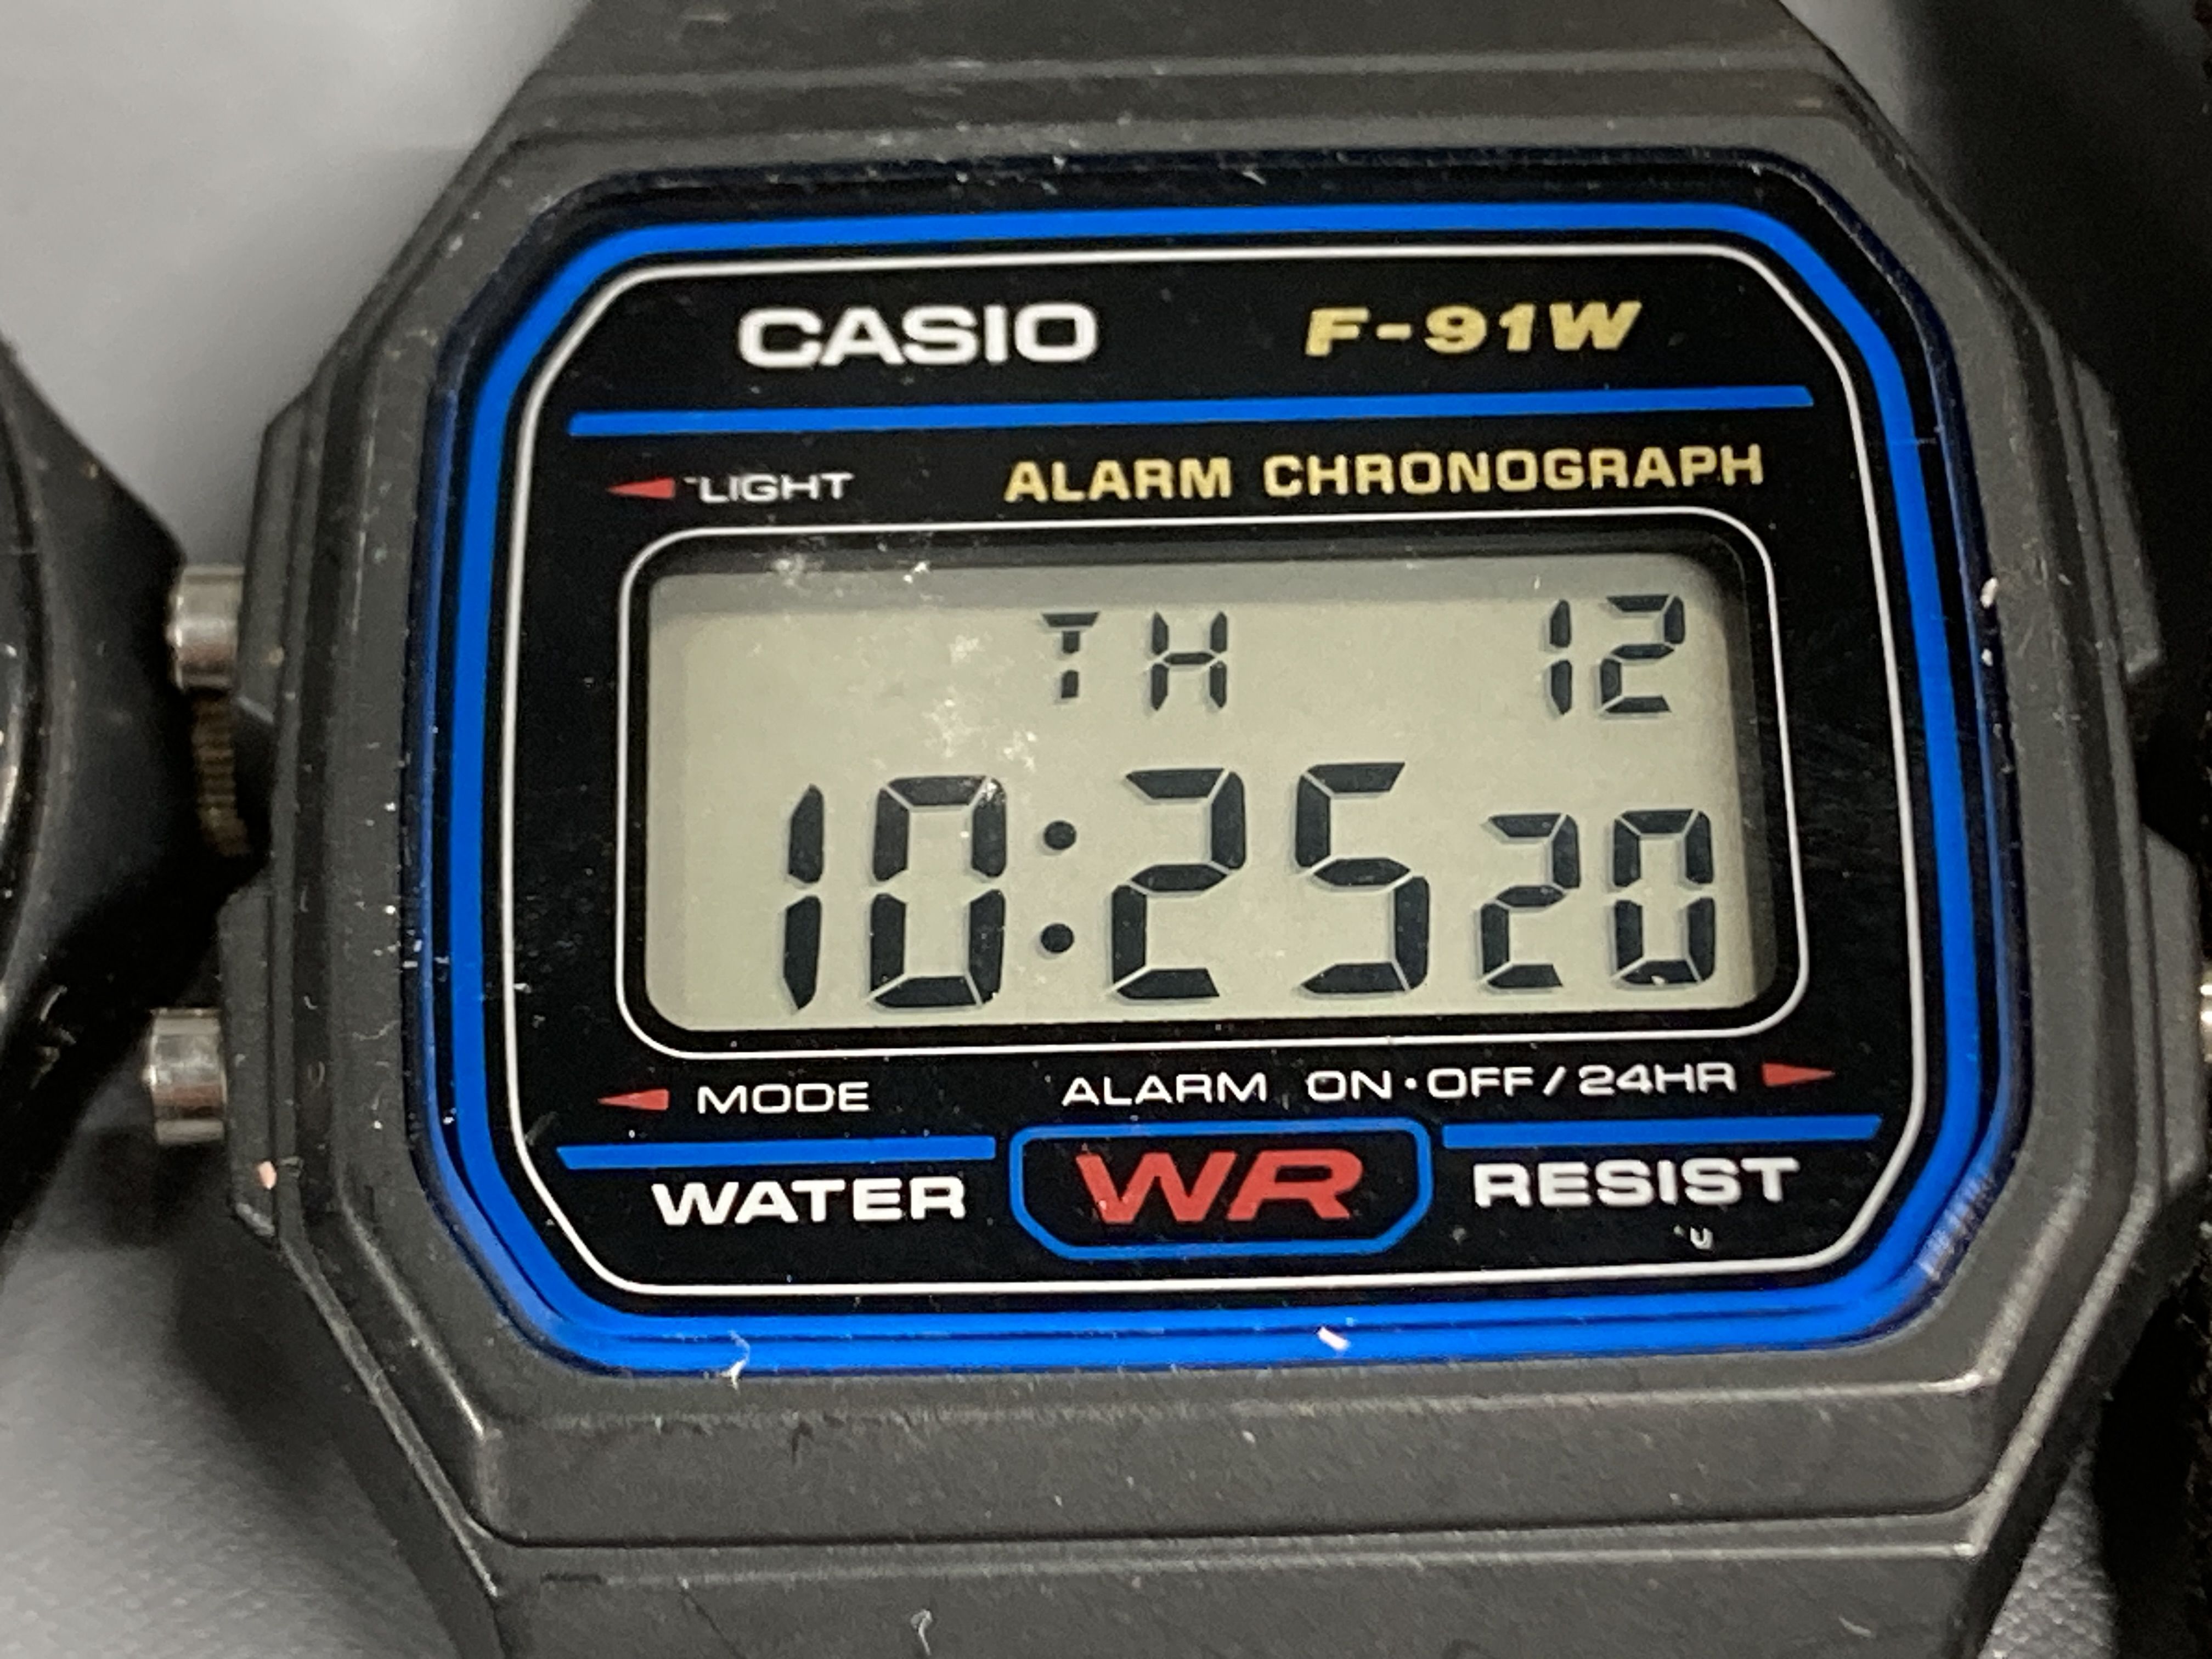 CASIO F-91W
LIGHT ALARM CHRONOGRAPH
TH 12
10:25 20
MODE ALARM ON·OFF/24HR
WATER WR RESIST